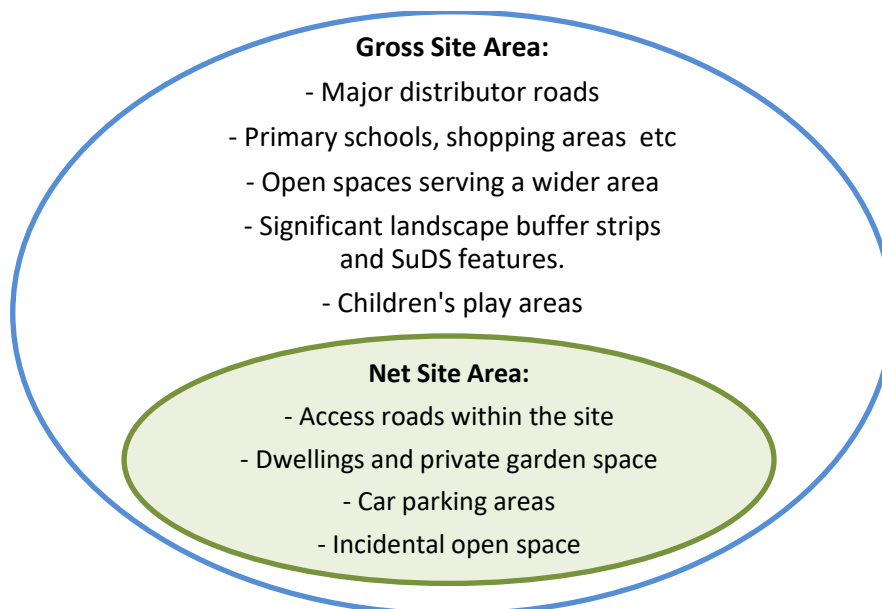 Gross Site Area:
- Major distributor roads
- Primary schools, shopping areas  etc
- Open spaces serving a wider area
- Significant landscape buffer strips
and SuDS features.
- Children's play areas
Net Site Area:
- Access roads within the site
- Dwellings and private garden space
- Car parking areas
- Incidental open space